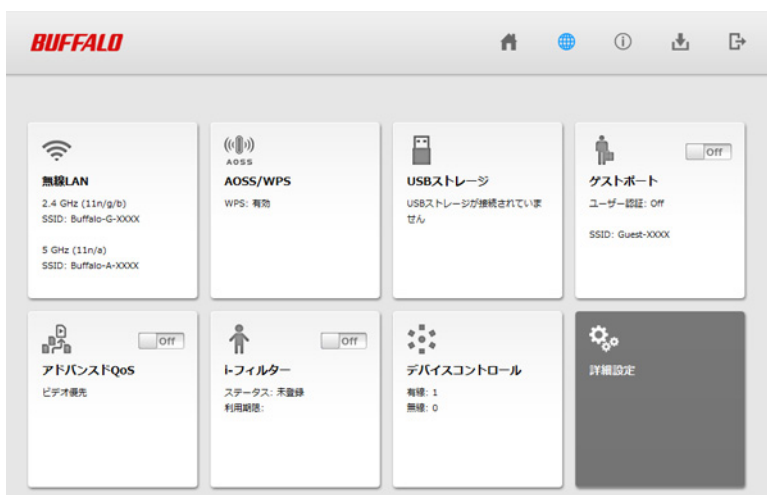 BUFFALO
無線LAN
2.4 GHz (11n/g/b)
SSID: Buffalo-G-XXXX
5 GHz (11n/a)
SSID: Buffalo-A-XXXX
AOSS
AOSS/WPS
WPS: 有効
USBストレージ
USBストレージが接続されていま
せん
Off
ゲストポート
ユーザー認証: Off
SSID: Guest-XXXX
Off
アドバンスドQoS
ビデオ優先
Off
i-フィルター
ステータス: 未登録
利用期限:
デバイスコントロール
有線: 1
無線: 0
詳細設定